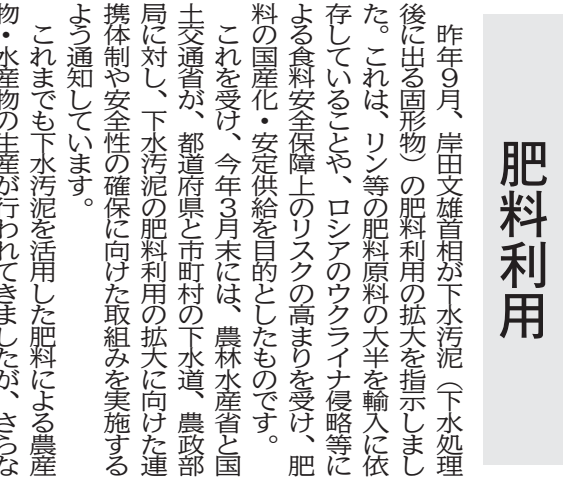 肥料利用
昨年9月、岸田文雄首相が下水汚泥（下水処理
後に出る固形物）の肥料利用の拡大を指示しまし
た。これは、リン等の肥料原料の大半を輸入に依
存していることや、ロシアのウクライナ侵略等に
よる食料安全保障上のリスクの高まりを受け、肥
料の国産化・安定供給を目的としたものです。
これを受け、今年3月末には、農林水産省と国
土交通省が、都道府県と市町村の下水道、農政部
局に対し、下水汚泥の肥料利用の拡大に向けた連
携体制や安全性の確保に向けた取組みを実施する
よう通知しています。
これまでも下水汚泥を活用した肥料による農産
物・水産物の生産が行われてきましたが、さらな